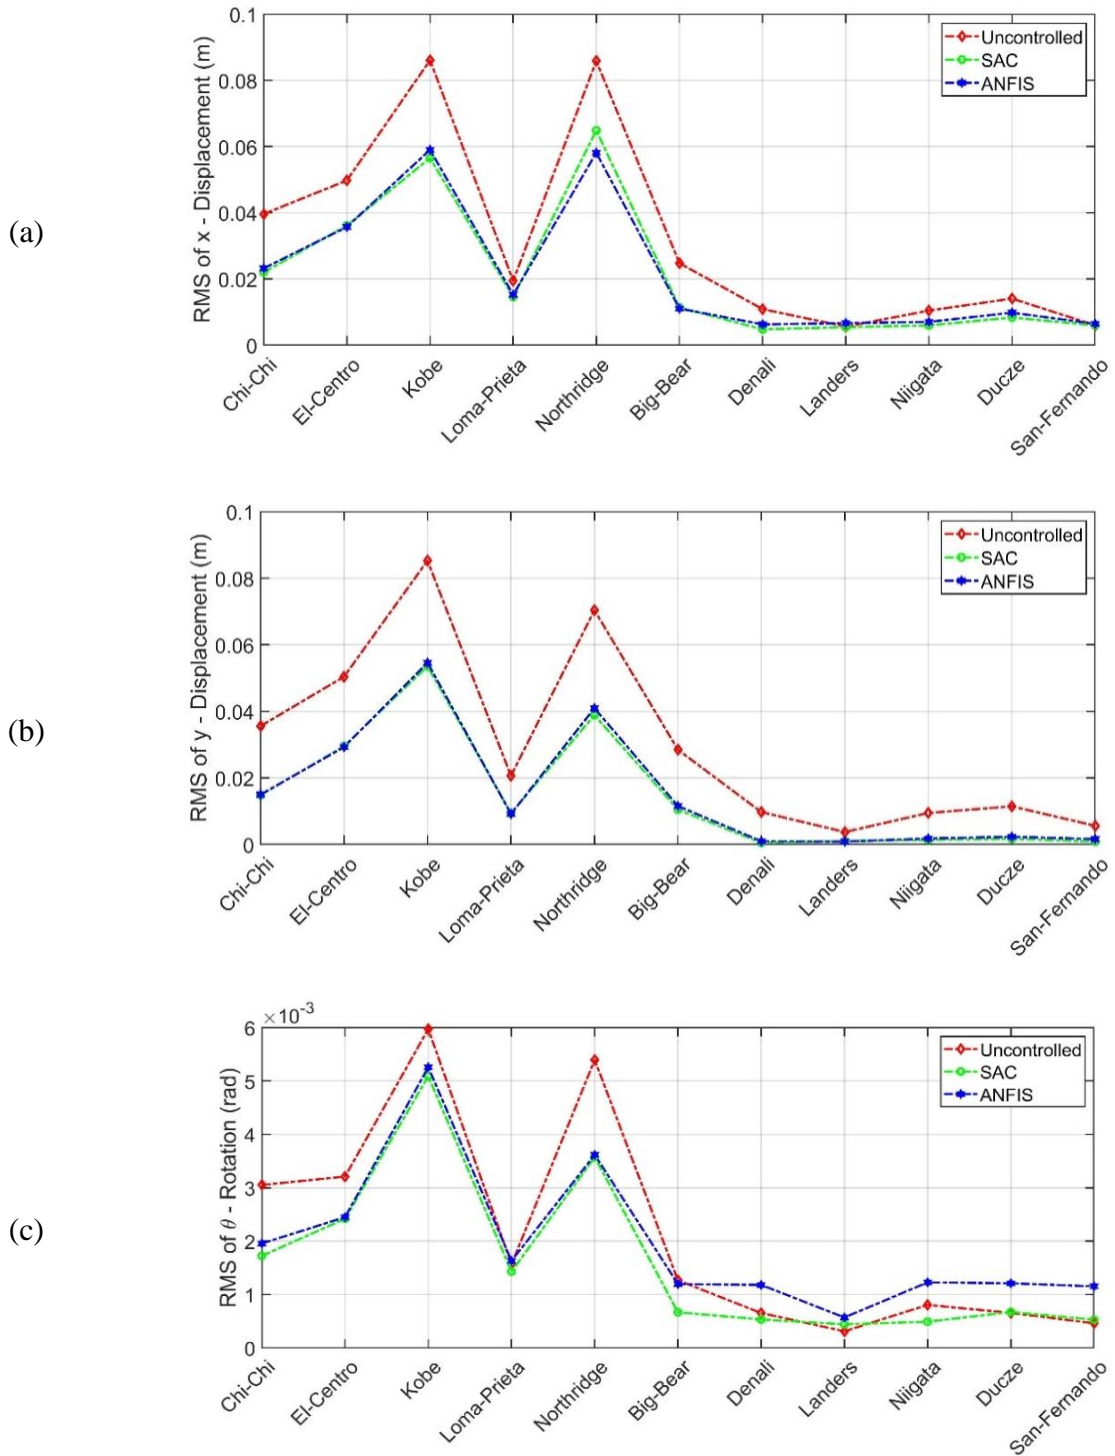 (a)
RMS of x - Displacement (m)
0.1
0.08
0.06
0.04
0.02
0
Uncontrolled
SAC
ANFIS
Chi-Chi
El-Centro
Kobe
Loma-Prieta
Northridge
Big-Bear
Denali
Landers
Niigata
Ducze
San-Fernando
(b)
RMS of y - Displacement (m)
0.1
0.08
0.06
0.04
0.02
0
Uncontrolled
SAC
ANFIS
Chi-Chi
El-Centro
Kobe
Loma-Prieta
Northridge
Big-Bear
Denali
Landers
Niigata
Ducze
San-Fernando
(c)
RMS of θ - Rotation (rad)
×10⁻³
6
5
4
3
2
1
0
Uncontrolled
SAC
ANFIS
Chi-Chi
El-Centro
Kobe
Loma-Prieta
Northridge
Big-Bear
Denali
Landers
Niigata
Ducze
San-Fernando